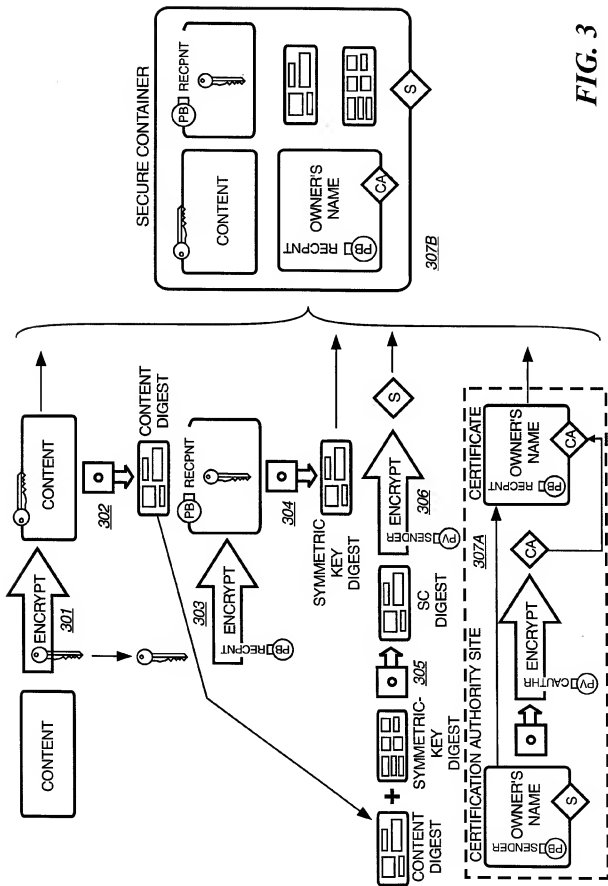 CONTENT
ENCRYPT
301
CONTENT
302
CONTENT
DIGEST
303
ENCRYPT
PB RECPNT
PB RECPNT
304
SYMMETRIC
KEY
DIGEST
CONTENT
DIGEST
+
SYMMETRIC-
KEY
DIGEST
305
SC
DIGEST
ENCRYPT
306
PV SENDER
S
CERTIFICATION AUTHORITY SITE
307A
PB SENDER
OWNER'S
NAME
S
ENCRYPT
PV CAUTHR
CA
CERTIFICATE
PB RECPNT
OWNER'S
NAME
CA
SECURE CONTAINER
CONTENT
PB RECPNT
PB RECPNT
OWNER'S
NAME
CA
S
307B
FIG. 3